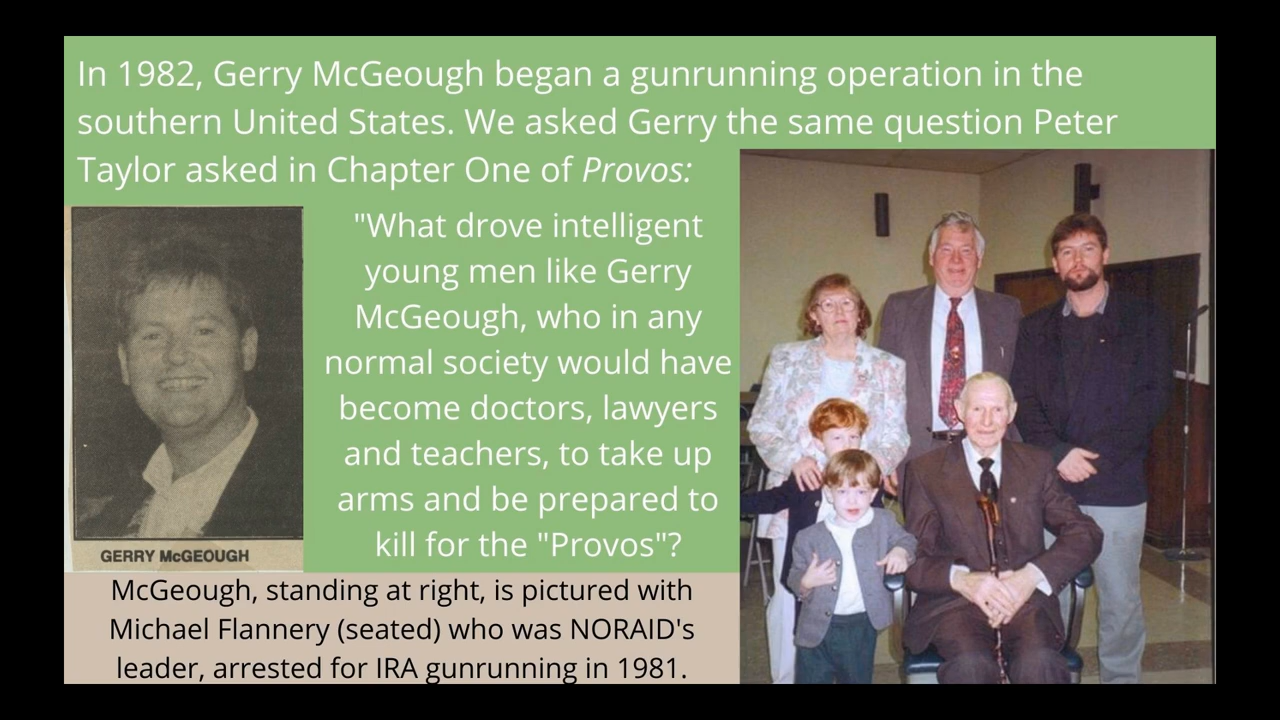 In 1982, Gerry McGeough began a gunrunning operation in the
southern United States. We asked Gerry the same question Peter
Taylor asked in Chapter One of Provos:
"What drove intelligent
young men like Gerry
McGeough, who in any
normal society would have
become doctors, lawyers
and teachers, to take up
arms and be prepared to
kill for the "Provos"?
GERRY McGEOUGH
McGeough, standing at right, is pictured with
Michael Flannery (seated) who was NORAID's
leader, arrested for IRA gunrunning in 1981.